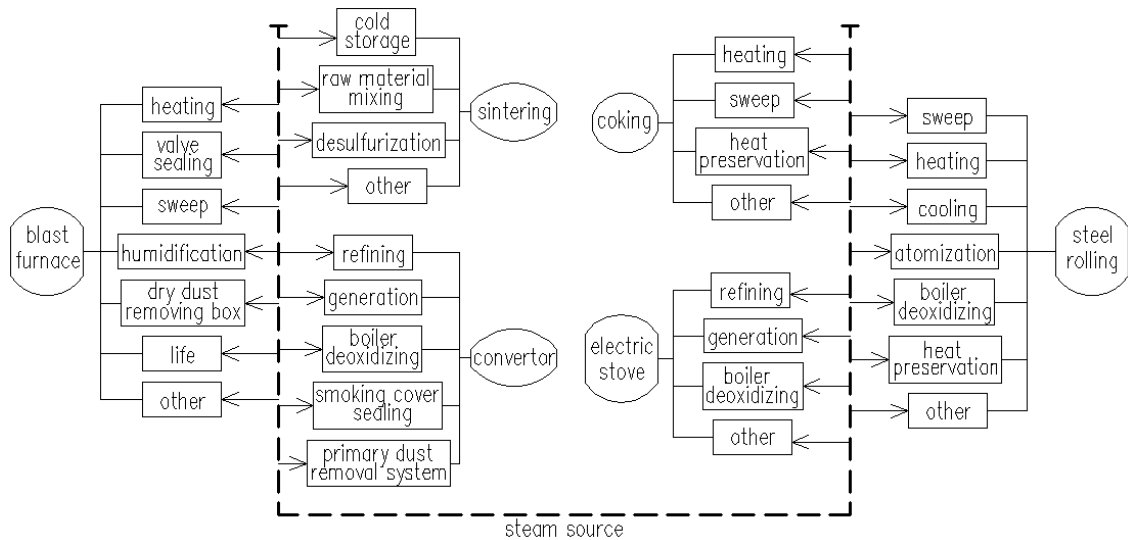 blast
furnace
heating
valve
sealing
sweep
humidification
dry dust
removing box
life
other
cold
storage
raw material
mixing
desulfurization
other
sintering
refining
generation
boiler
deoxidizing
smoking cover
sealing
primary dust
removal system
convertor
coking
heating
sweep
heat
preservation
other
electric
stove
refining
generation
boiler
deoxidizing
other
sweep
heating
cooling
atomization
boiler
deoxidizing
heat
preservation
other
steel
rolling
steam source